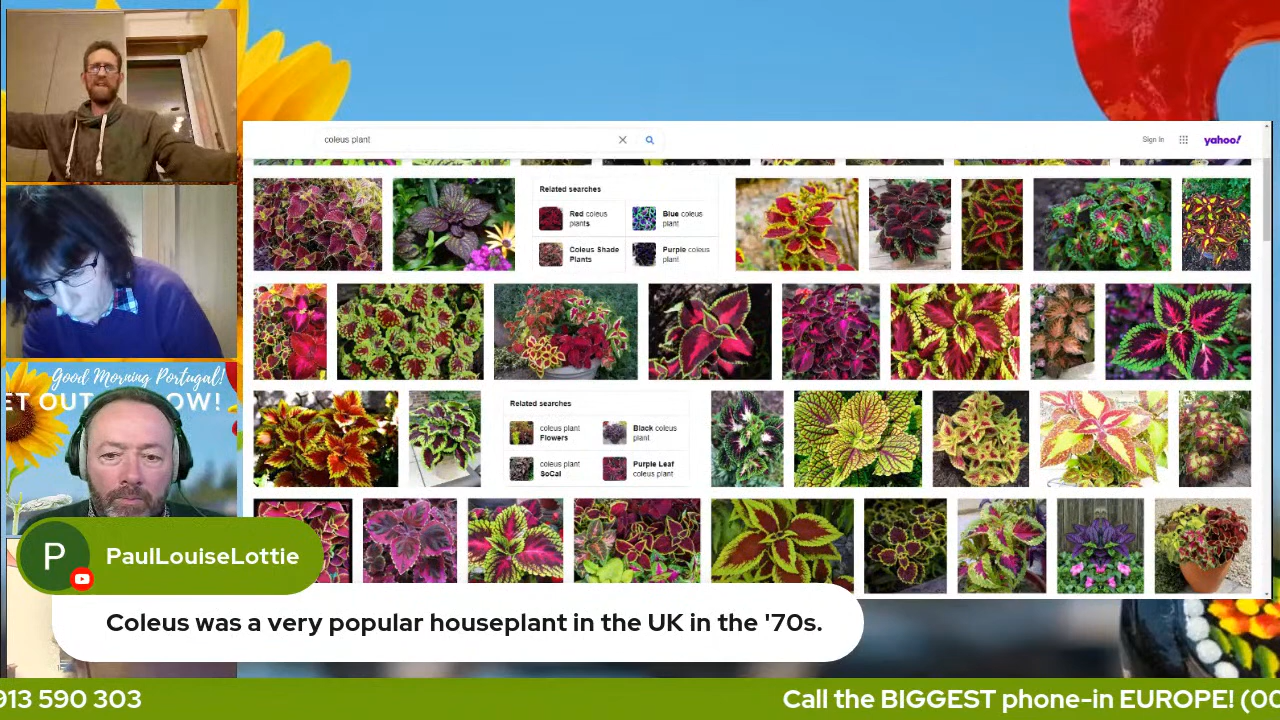 Good Morning Portugal!
ET OUT
OW!
coleus plant
Sign In
yahoo!
Related searches
Red coleus plants
Blue coleus plant
Coleus Shade Plants
Purple coleus plant
Related searches
coleus plant Flowers
Black coleus plant
coleus plant SoCal
Purple Leaf coleus plant
P
PaulLouiseLottie
Coleus was a very popular houseplant in the UK in the '70s.
913 590 303
Call the BIGGEST phone-in EUROPE! (00